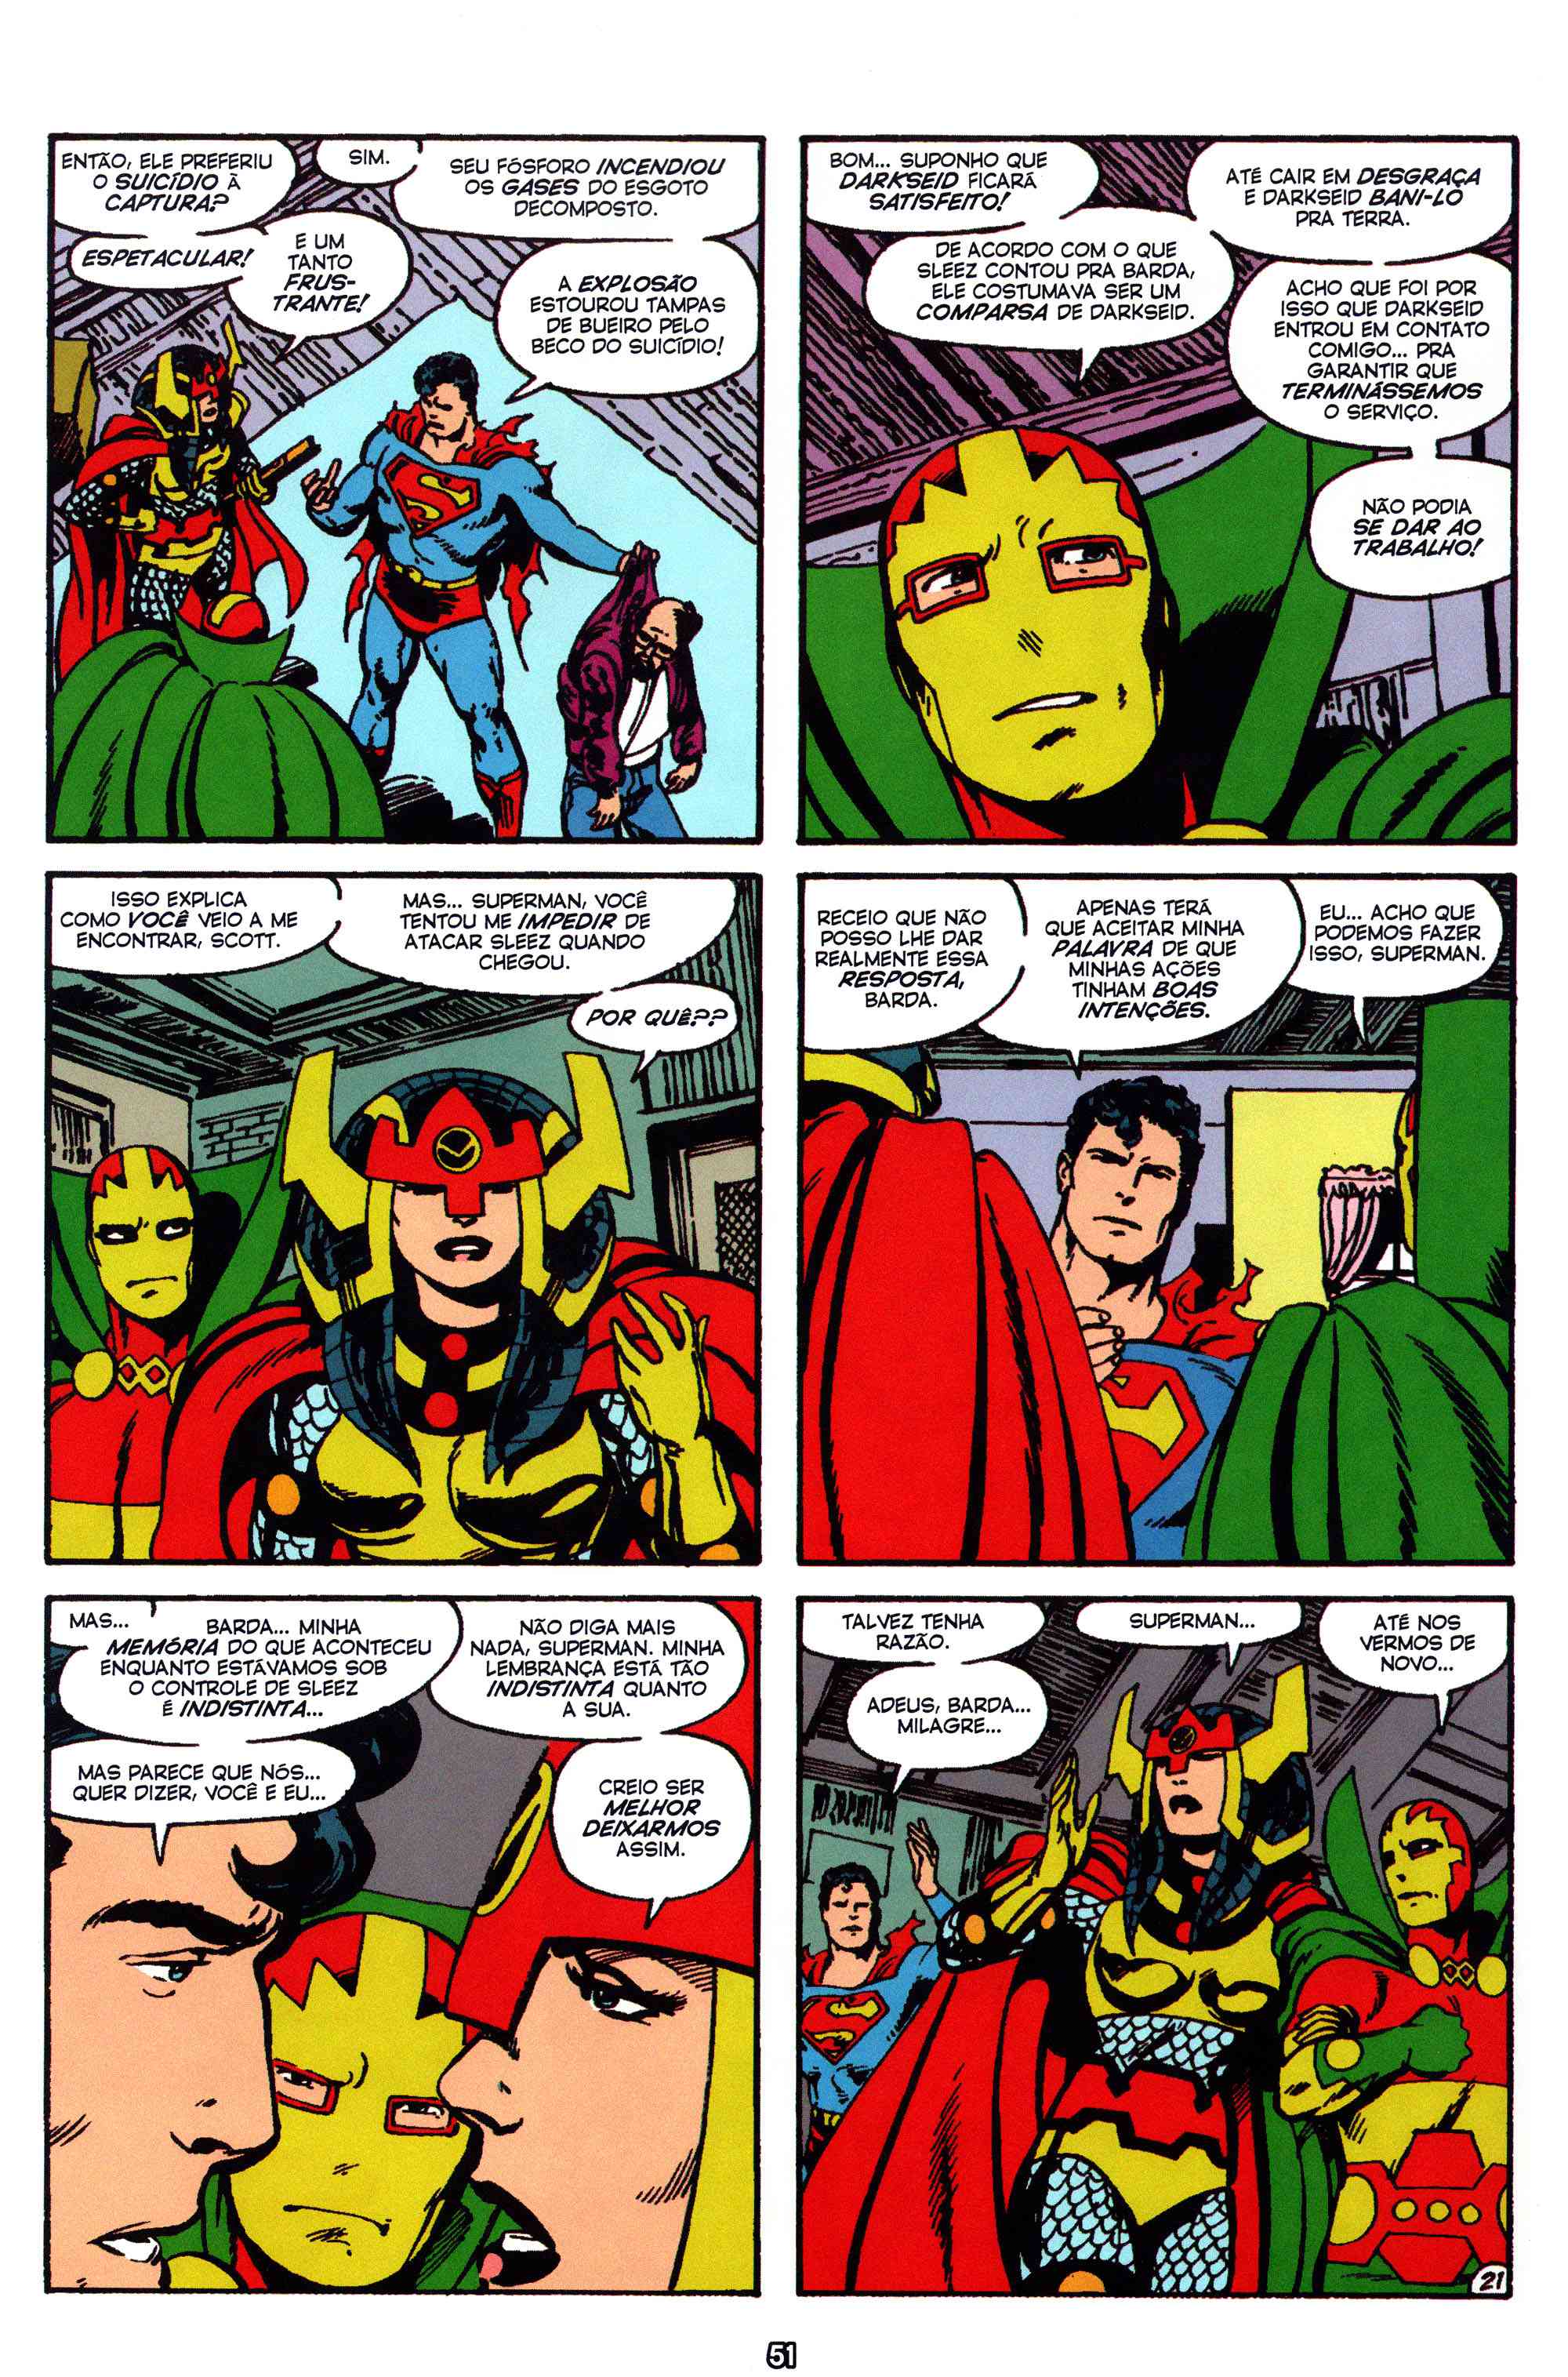 ENTÃO, ELE PREFERIU
O SUICÍDIO À
CAPTURA?
SIM.
SEU FÓSFORO INCENDIOU
OS GASES DO ESGOTO
DECOMPOSTO.
ESPETACULAR!
E UM
TANTO
FRUS-
TRANTE!
A EXPLOSÃO
ESTOUROU TAMPAS
DE BUEIRO PELO
BECO DO SUICÍDIO!
BOM... SUPONHO QUE
DARKSEID FICARÁ
SATISFEITO!
DE ACORDO COM O QUE
SLEEZ CONTOU PRA BARDA,
ELE COSTUMAVA SER UM
COMPARSA DE DARKSEID.
ATÉ CAIR EM DESGRAÇA
E DARKSEID BANI-LO
PRA TERRA.
ACHO QUE FOI POR
ISSO QUE DARKSEID
ENTROU EM CONTATO
COMIGO... PRA
GARANTIR QUE
TERMINÁSSEMOS
O SERVIÇO.
NÃO PODIA
SE DAR AO
TRABALHO!
ISSO EXPLICA
COMO VOCÊ VEIO A ME
ENCONTRAR, SCOTT.
MAS... SUPERMAN, VOCÊ
TENTOU ME IMPEDIR DE
ATACAR SLEEZ QUANDO
CHEGOU.
POR QUÊ??
RECEIO QUE NÃO
POSSO LHE DAR
REALMENTE ESSA
RESPOSTA,
BARDA.
APENAS TERÁ
QUE ACEITAR MINHA
PALAVRA DE QUE
MINHAS AÇÕES
TINHAM BOAS
INTENÇÕES.
EU... ACHO QUE
PODEMOS FAZER
ISSO, SUPERMAN.
MAS...
BARDA... MINHA
MEMÓRIA DO QUE ACONTECEU
ENQUANTO ESTÁVAMOS SOB
O CONTROLE DE SLEEZ
É INDISTINTA...
MAS PARECE QUE NÓS...
QUER DIZER, VOCÊ E EU...
NÃO DIGA MAIS
NADA, SUPERMAN. MINHA
LEMBRANÇA ESTÁ TÃO
INDISTINTA QUANTO
A SUA.
CREIO SER
MELHOR
DEIXARMOS
ASSIM.
TALVEZ TENHA
RAZÃO.
ADEUS, BARDA...
MILAGRE...
SUPERMAN...
ATÉ NOS
VERMOS DE
NOVO...
21
51